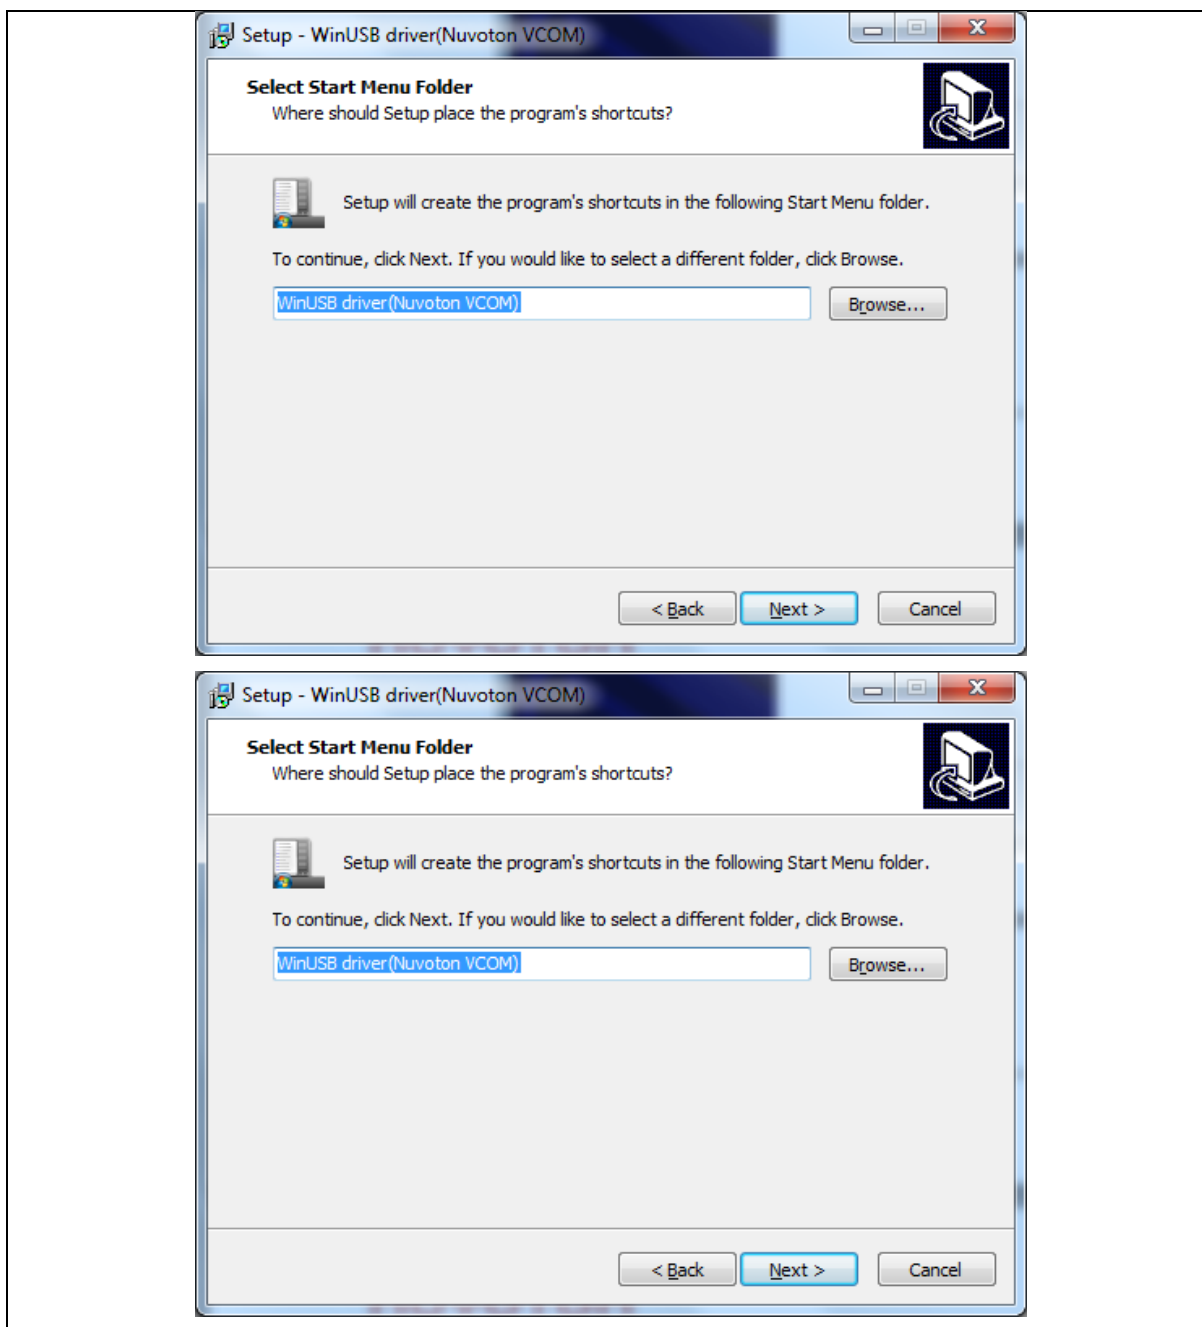 Setup - WinUSB driver(Nuvoton VCOM)
Select Start Menu Folder
Where should Setup place the program's shortcuts?
Setup will create the program's shortcuts in the following Start Menu folder.
To continue, click Next. If you would like to select a different folder, click Browse.
WinUSB driver(Nuvoton VCOM)
Browse...
< Back
Next >
Cancel
Setup - WinUSB driver(Nuvoton VCOM)
Select Start Menu Folder
Where should Setup place the program's shortcuts?
Setup will create the program's shortcuts in the following Start Menu folder.
To continue, click Next. If you would like to select a different folder, click Browse.
WinUSB driver(Nuvoton VCOM)
Browse...
< Back
Next >
Cancel